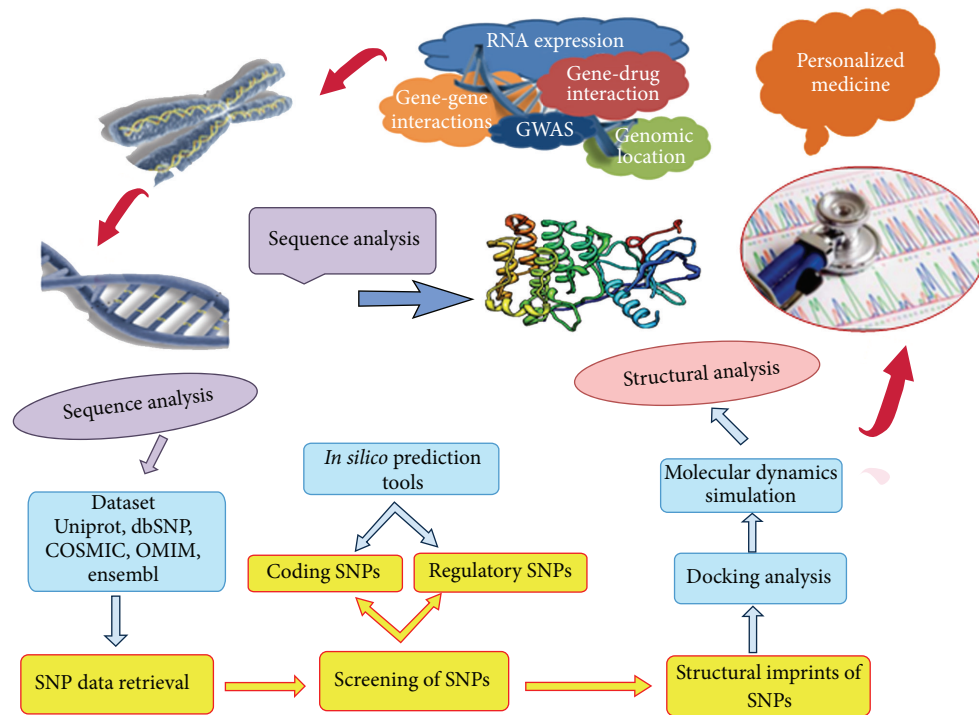 RNA expression
Gene-drug
interaction
Gene-gene
interactions
GWAS
Genomic
location
Personalized
medicine
Sequence analysis
Structural analysis
Sequence analysis
In silico prediction
tools
Molecular dynamics
simulation
Dataset
Uniprot, dbSNP,
COSMIC, OMIM,
ensembl
Coding SNPs
Regulatory SNPs
Docking analysis
SNP data retrieval
Screening of SNPs
Structural imprints of
SNPs